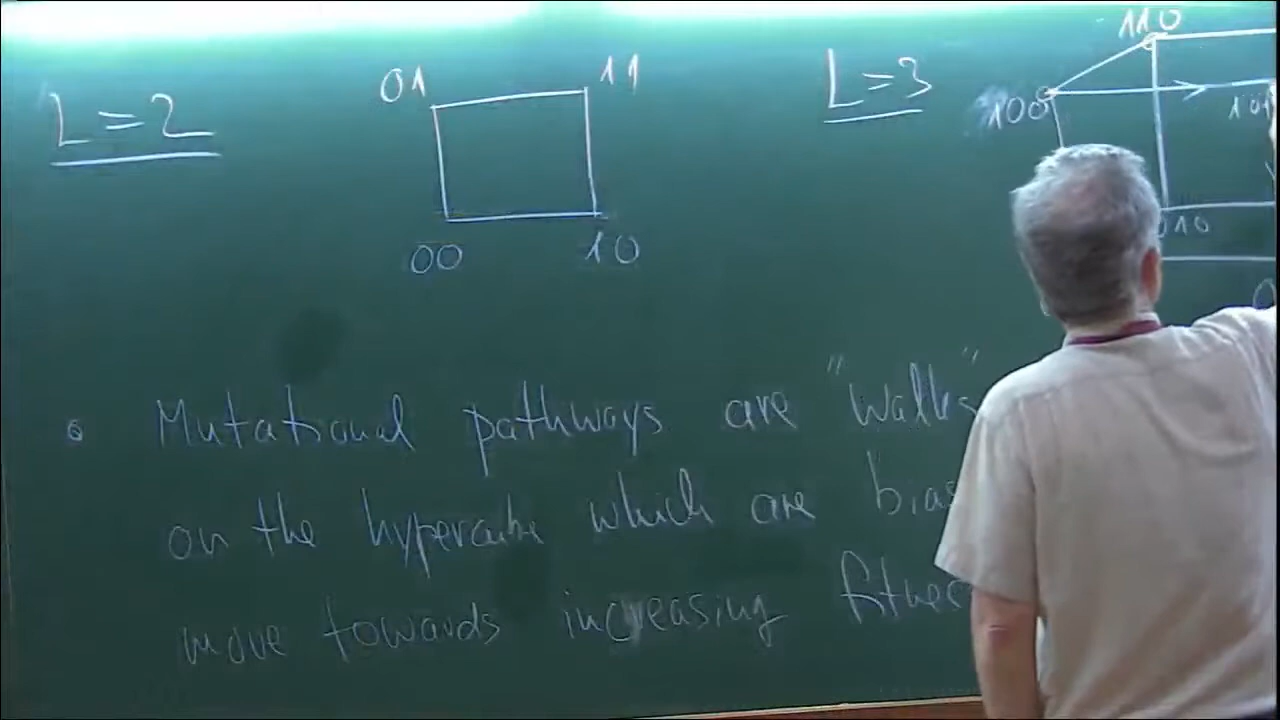 L = 2
01
11
00
10
L = 3
110
100
101
010
Mutational pathways are "walks"
on the hypercube which are
move towards increasing